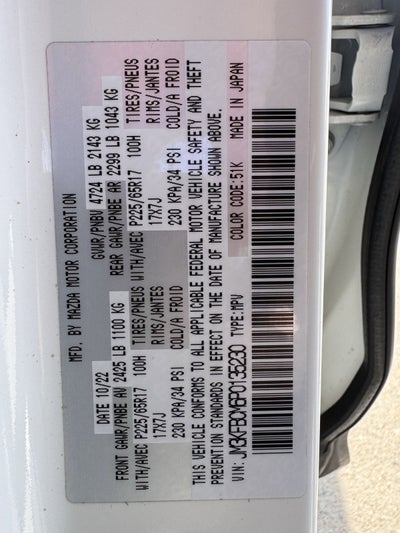 MFD. BY MAZDA MOTOR CORPORATION
DATE 10/22 GVWR/PNBV 4724 LB 2143 KG
FRONT GAWR/PNBE AV 2425 LB 1100 KG REAR GAWR/PNBE AR 2299 LB 1043 KG
WITH/AVEC P225/65R17 100H TIRES/PNEUS WITH/AVEC P225/65R17 100H TIRES/PNEUS
17X7J RIMS/JANTES 17X7J RIMS/JANTES
230 KPA/34 PSI COLD/A FROID 230 KPA/34 PSI COLD/A FROID
THIS VEHICLE CONFORMS TO ALL APPLICABLE FEDERAL MOTOR VEHICLE SAFETY AND THEFT
PREVENTION STANDARDS IN EFFECT ON THE DATE OF MANUFACTURE SHOWN ABOVE.
VIN: JM3KFBCM6P0135230 TYPE:MPV COLOR CODE:51K MADE IN JAPAN